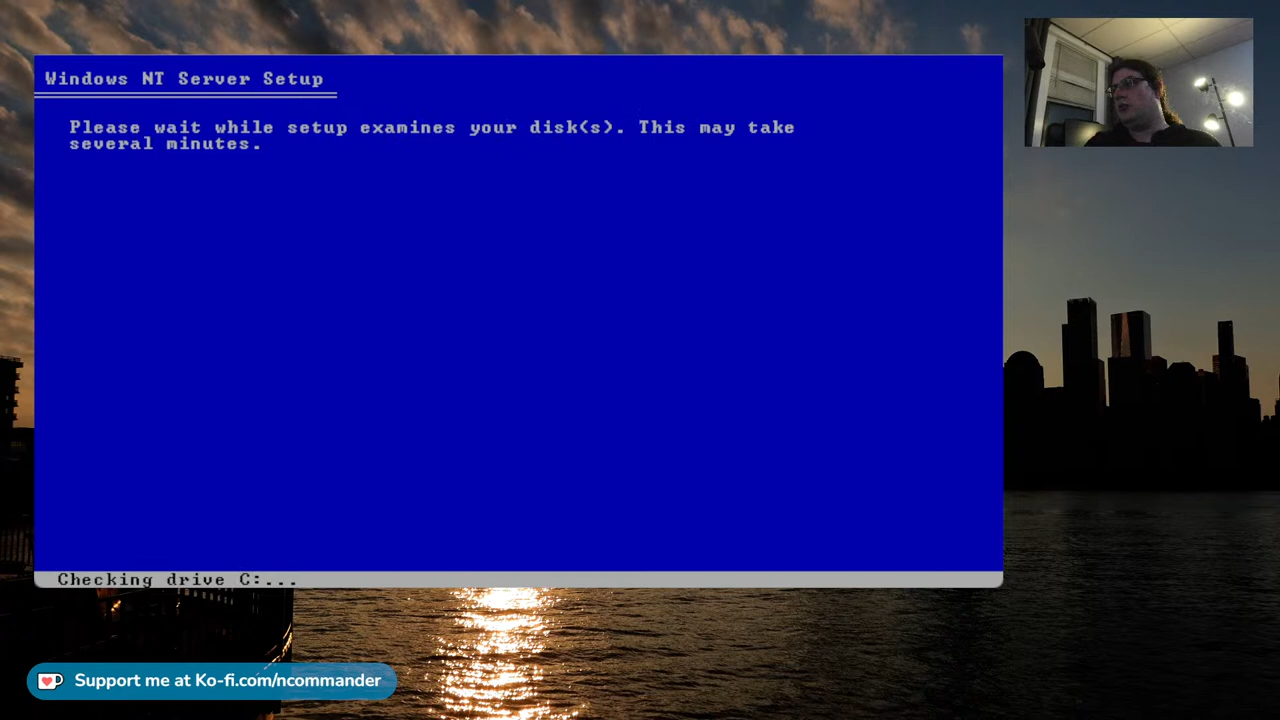 Windows NT Server Setup
Please wait while setup examines your disk(s). This may take
several minutes.
Checking drive C:...
Support me at Ko-fi.com/ncommander